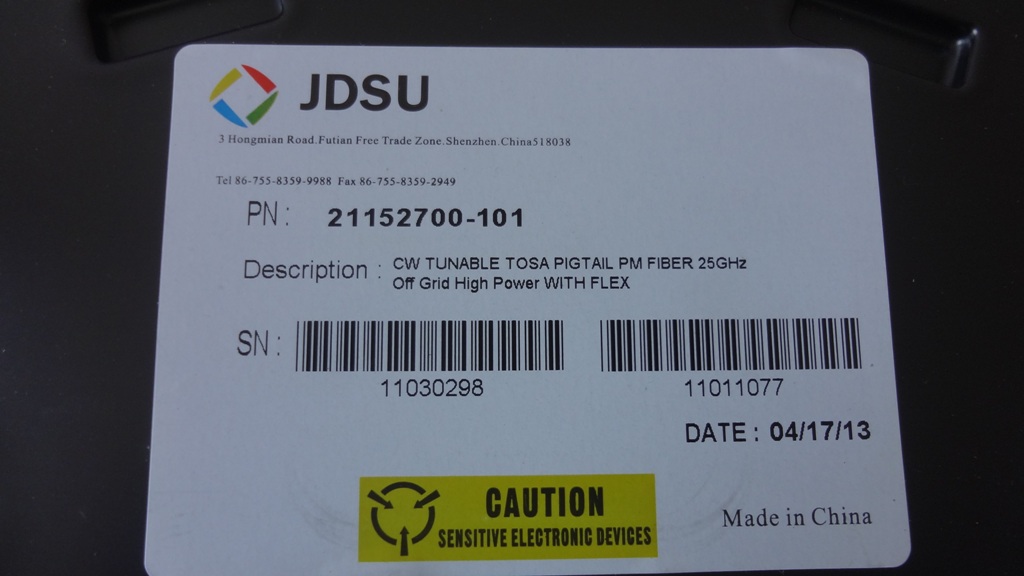 JDSU
3 Hongmian Road.Futian Free Trade Zone.Shenzhen.China518038
Tel 86-755-8359-9988 Fax 86-755-8359-2949
PN: 21152700-101
Description : CW TUNABLE TOSA PIGTAIL PM FIBER 25GHz
Off Grid High Power WITH FLEX
SN :
11030298 11011077
DATE : 04/17/13
CAUTION
SENSITIVE ELECTRONIC DEVICES
Made in China